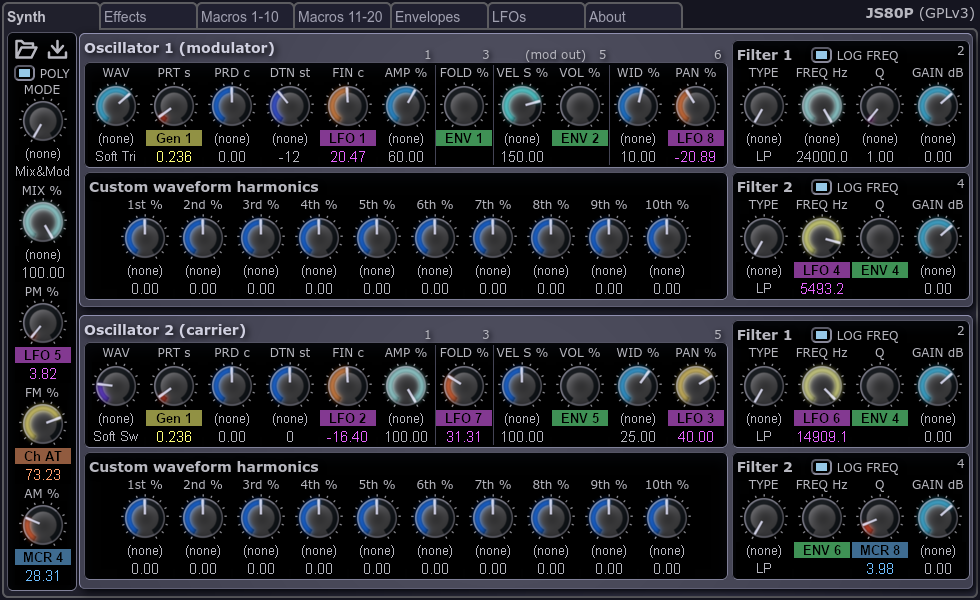 Synth Effects Macros 1-10 Macros 11-20 Envelopes LFOs About JS80P (GPLv3)
POLY
MODE
(none)
Mix&Mod
MIX %
(none)
100.00
PM %
LFO 5
3.82
FM %
Ch AT
73.23
AM %
MCR 4
28.31
Oscillator 1 (modulator) 1 3 (mod out) 5 6
WAV PRT s PRD c DTN st FIN c AMP % FOLD % VEL S % VOL % WID % PAN %
(none) Gen 1 (none) (none) LFO 1 (none) ENV 1 (none) ENV 2 (none) LFO 8
Soft Tri 0.236 0.00 -12 20.47 60.00 150.00 10.00 -20.89
Filter 1 LOG FREQ 2
TYPE FREQ Hz Q GAIN dB
(none) (none) (none) (none)
LP 24000.0 1.00 0.00
Custom waveform harmonics
1st % 2nd % 3rd % 4th % 5th % 6th % 7th % 8th % 9th % 10th %
(none) (none) (none) (none) (none) (none) (none) (none) (none) (none)
0.00 0.00 0.00 0.00 0.00 0.00 0.00 0.00 0.00 0.00
Filter 2 LOG FREQ 4
TYPE FREQ Hz Q GAIN dB
(none) LFO 4 ENV 4 (none)
LP 5493.2 0.00
Oscillator 2 (carrier) 1 3 5
WAV PRT s PRD c DTN st FIN c AMP % FOLD % VEL S % VOL % WID % PAN %
(none) Gen 1 (none) (none) LFO 2 (none) LFO 7 (none) ENV 5 (none) LFO 3
Soft Sw 0.236 0.00 0 -16.40 100.00 31.31 100.00 25.00 40.00
Filter 1 LOG FREQ 2
TYPE FREQ Hz Q GAIN dB
(none) LFO 6 ENV 4 (none)
LP 14909.1 0.00
Custom waveform harmonics
1st % 2nd % 3rd % 4th % 5th % 6th % 7th % 8th % 9th % 10th %
(none) (none) (none) (none) (none) (none) (none) (none) (none) (none)
0.00 0.00 0.00 0.00 0.00 0.00 0.00 0.00 0.00 0.00
Filter 2 LOG FREQ 4
TYPE FREQ Hz Q GAIN dB
(none) ENV 6 MCR 8 (none)
LP 3.98 0.00